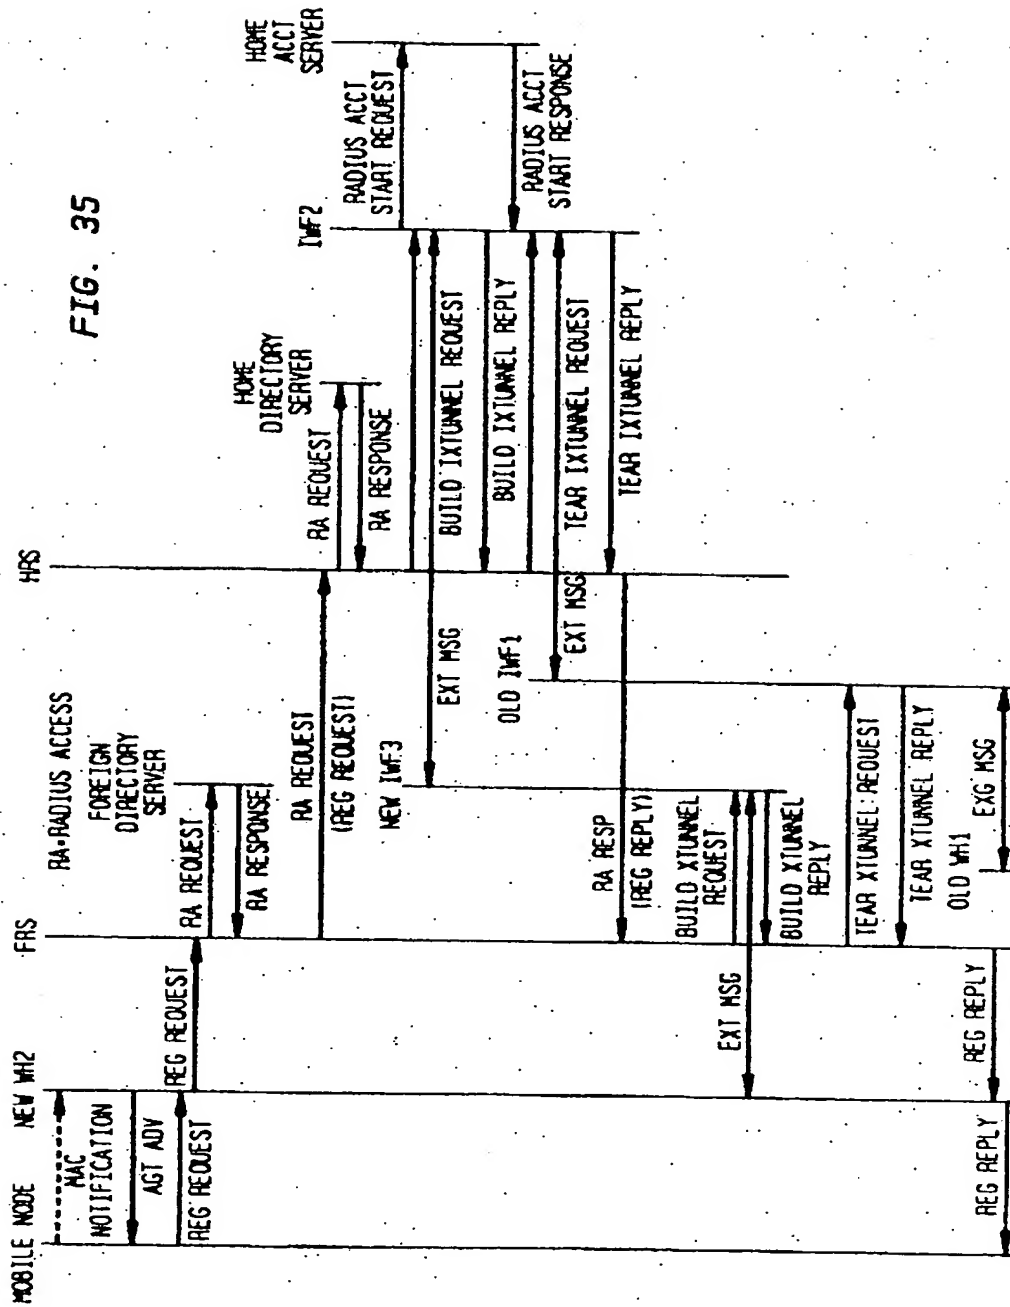 FIG. 35
MOBILE NODE
NEW WH2
FRS
RA=RADIUS ACCESS
FOREIGN
DIRECTORY
SERVER
HRS
HOME
DIRECTORY
SERVER
IWF2
HOME
ACCT
SERVER
MAC
NOTIFICATION
AGT ADV
REG REQUEST
REG REQUEST
RA REQUEST
RA RESPONSE
RA REQUEST
(REG REQUEST)
RA REQUEST
RA RESPONSE
NEW IWF3
EXT MSG
BUILD IXTUNNEL REQUEST
RADIUS ACCT
START REQUEST
BUILD IXTUNNEL REPLY
RADIUS ACCT
START RESPONSE
OLD IWF1
EXT MSG
TEAR IXTUNNEL REQUEST
TEAR IXTUNNEL REPLY
RA RESP
(REG REPLY)
BUILD XTUNNEL
REQUEST
EXT MSG
BUILD XTUNNEL
REPLY
TEAR XTUNNEL REQUEST
TEAR XTUNNEL REPLY
OLD WH1
EXG MSG
REG REPLY
REG REPLY